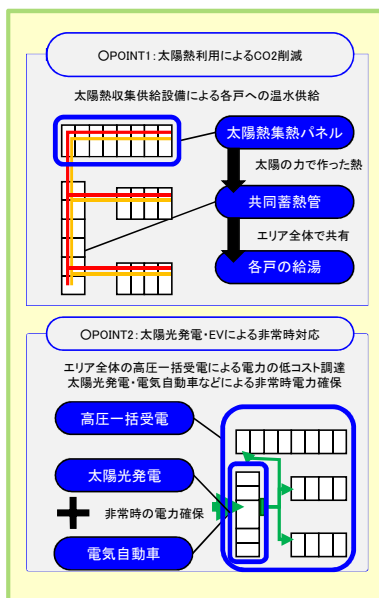 ○POINT1:太陽熱利用によるCO2削減
太陽熱収集供給設備による各戸への温水供給
太陽熱集熱パネル
太陽の力で作った熱
共同蓄熱管
エリア全体で共有
各戸の給湯
○POINT2:太陽光発電・EVによる非常時対応
エリア全体の高圧一括受電による電力の低コスト調達
太陽光発電・電気自動車などによる非常時電力確保
高圧一括受電
太陽光発電
非常時の電力確保
電気自動車